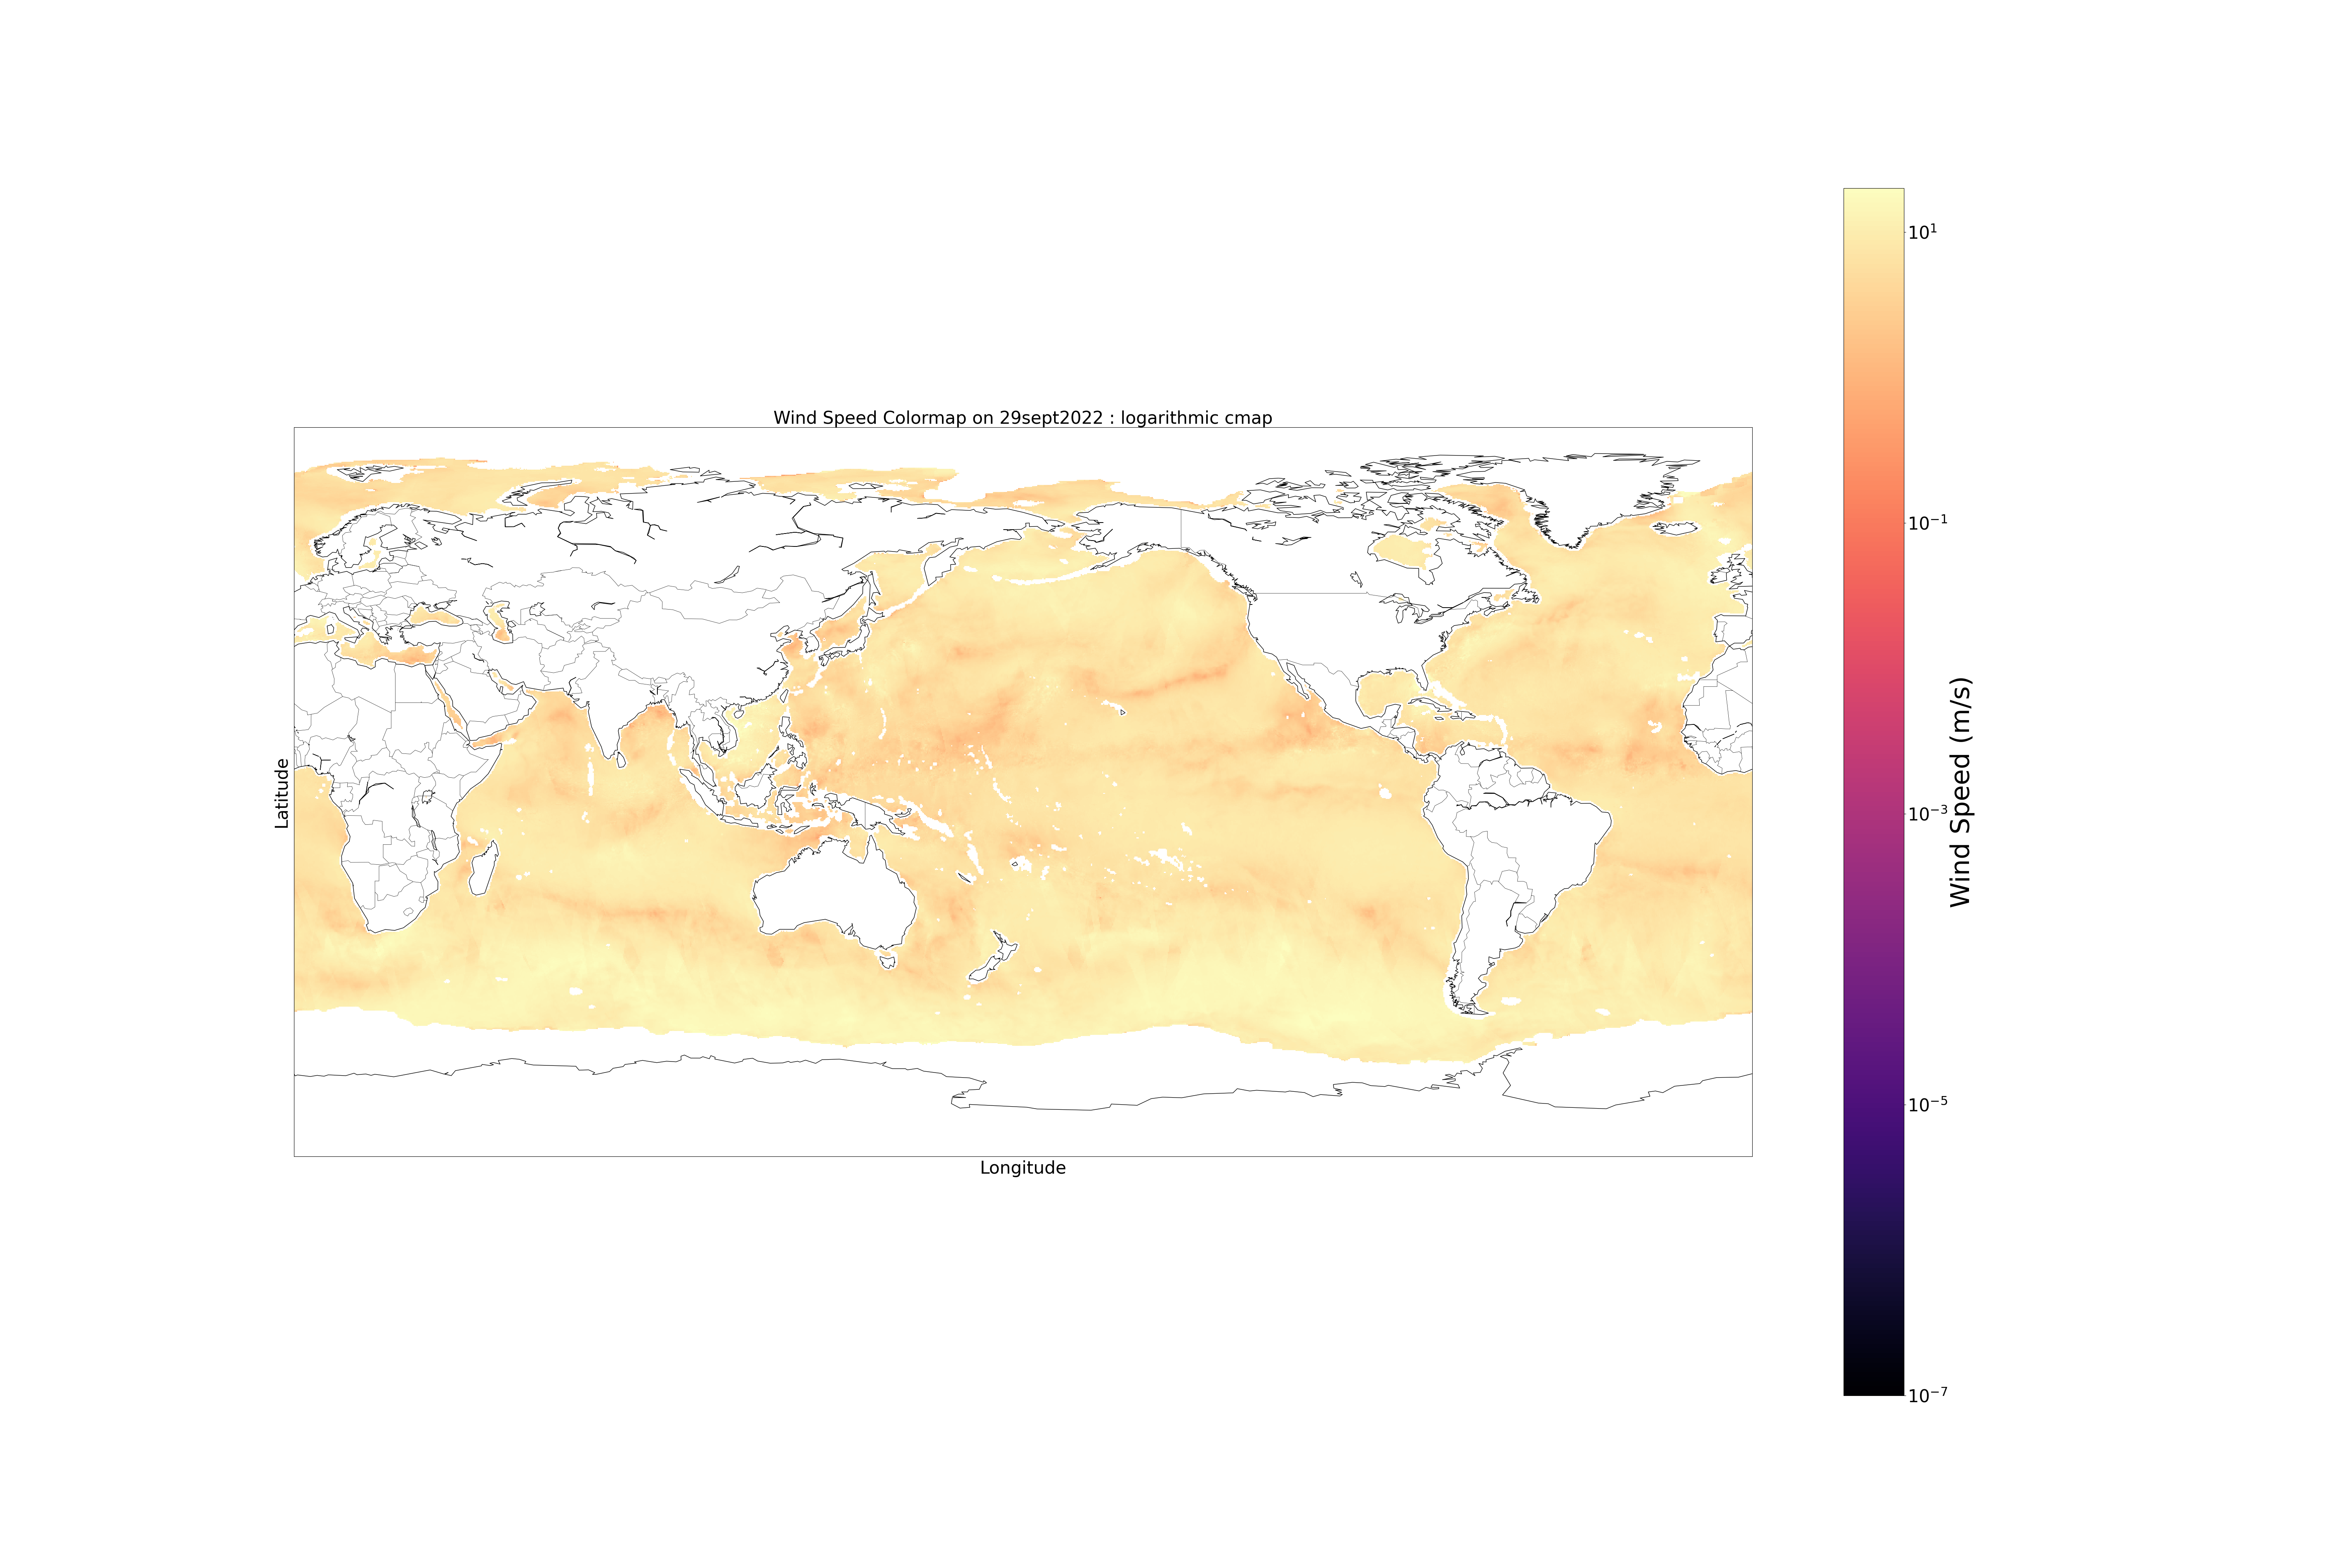 Wind Speed Colormap on 29sept2022 : logarithmic cmap
Latitude
Longitude
10¹
10⁻¹
10⁻³
10⁻⁵
10⁻⁷
Wind Speed (m/s)